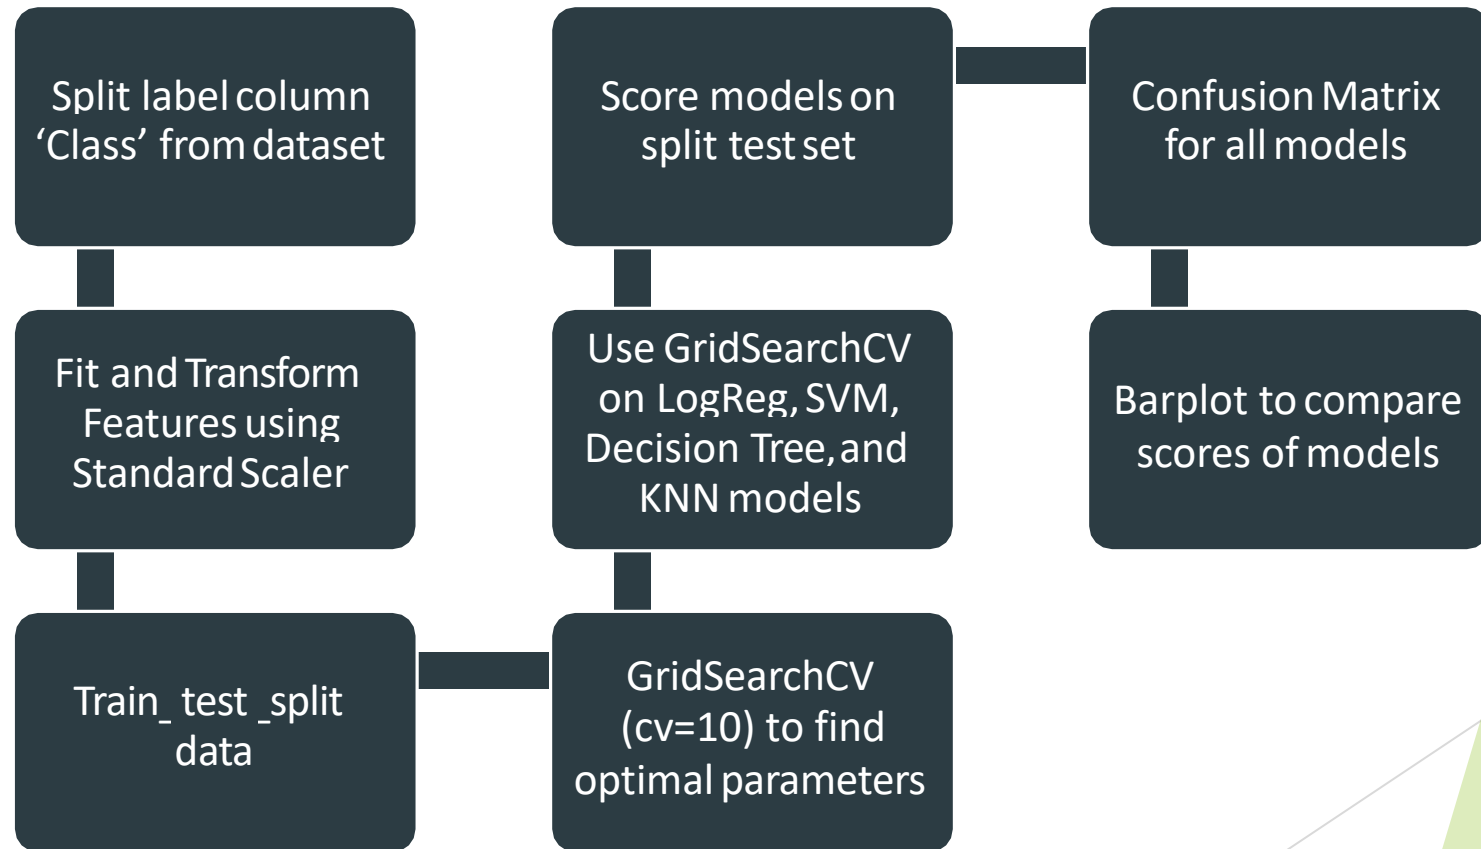 Split label column
‘Class’ from dataset
Fit and Transform
Features using
Standard Scaler
Train_ test _split
data
GridSearchCV
(cv=10) to find
optimal parameters
Use GridSearchCV
on LogReg, SVM,
Decision Tree, and
KNN models
Score models on
split test set
Confusion Matrix
for all models
Barplot to compare
scores of models